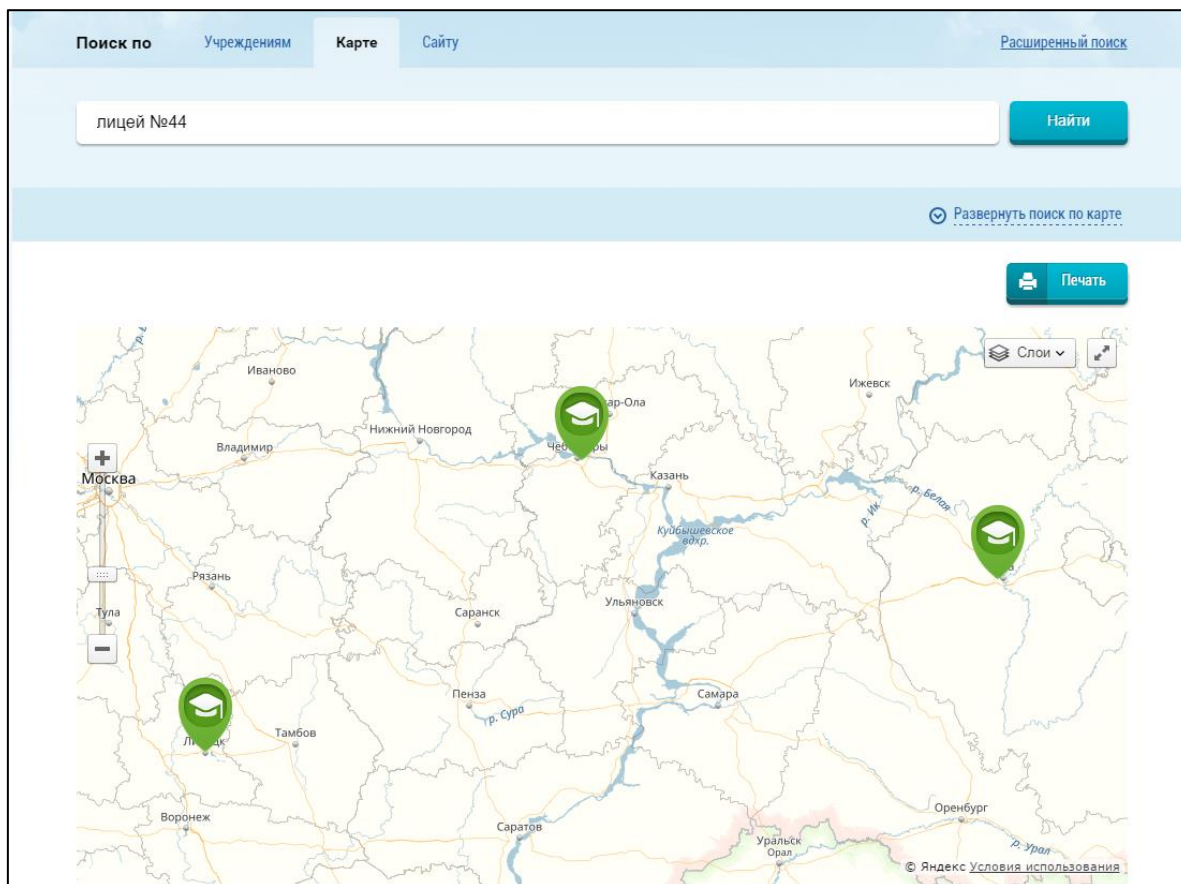 Поиск по Учреждениям Карте Сайту Расширенный поиск
лицей №44 Найти
Развернуть поиск по карте
Печать
Слои
Иваново
Ижевск
Нижний Новгород
Владимир
Москва
Казань
р. Белая
р. Ик
Куйбышевское
вдхр.
Рязань
Ульяновск
Тула
Саранск
Пенза
Самара
р. Сура
Тамбов
Воронеж
Оренбург
Саратов
Уральск
Орал
р. Урал
© Яндекс Условия использования